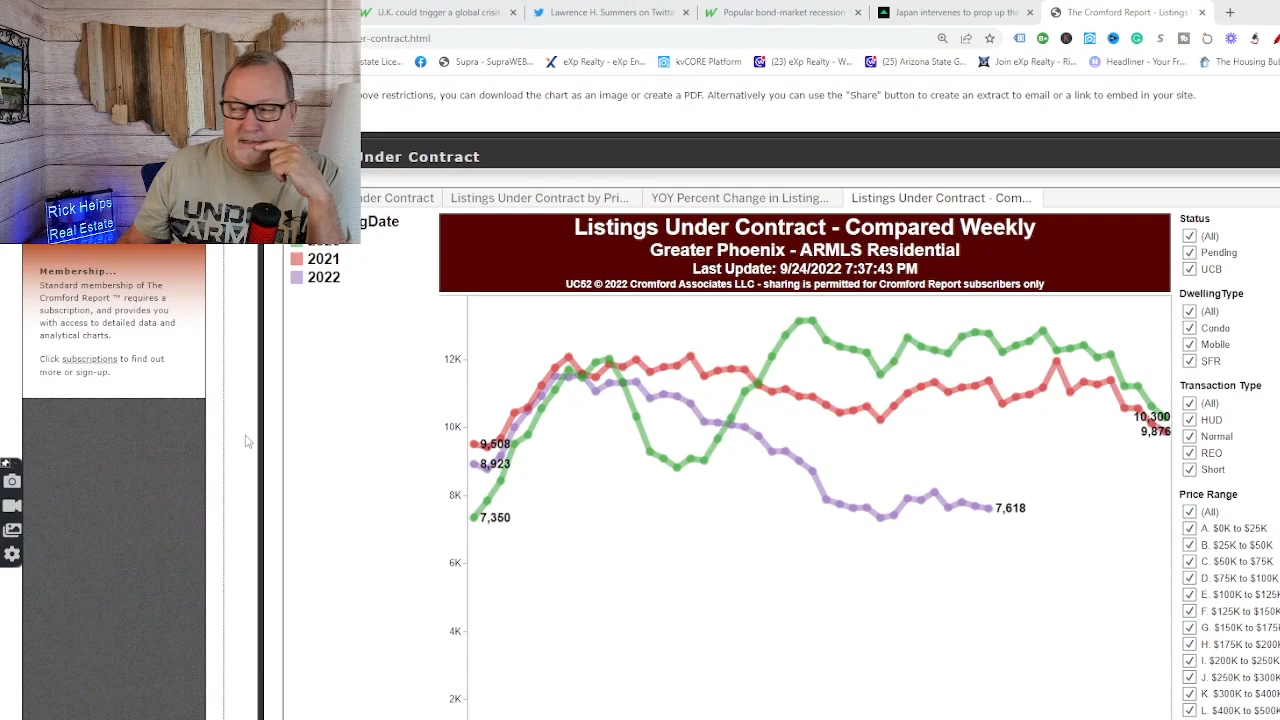 U.K. could trigger a global crisis
Lawrence H. Summers on Twitt
Popular bond-market recession
Japan intervenes to prop up the
The Cromford Report - Listings
r-contract.html
state Lice...
Supra - SupraWEB...
eXp Realty - eXp En...
kvCORE Platform
(27) eXp Realty - W...
(25) Arizona State G...
Join eXp Realty - Ri...
Headliner - Your Fr...
The Housing Bub
ove restrictions, you can download the chart as an image or create a PDF. Alternatively you can use the "Share" button to create an extract to email or a link to embed in your site.
nder Contract
nder Contract
Listings Under Contract by Pri...
YOY Percent Change in Listing...
Listings Under Contract - Com...
gDate
Rick Helps
Real Estate
UND
ARM
2021
2022
Membership...
Standard membership of The
Cromford Report ™ requires a
subscription, and provides you
with access to detailed data and
analytical charts.
Click subscriptions to find out
more or sign-up.
Listings Under Contract - Compared Weekly
Greater Phoenix - ARMLS Residential
Last Update: 9/24/2022 7:37:43 PM
UC52 © 2022 Cromford Associates LLC - sharing is permitted for Cromford Report subscribers only
12K
10K
8K
6K
4K
2K
9,508
8,923
7,350
7,618
10,300
9,876
Status
(All)
Pending
UCB
DwellingType
(All)
Condo
Mobile
SFR
Transaction Type
(All)
HUD
Normal
REO
Short
Price Range
(All)
A. $0K to $25K
B. $25K to $50K
C. $50K to $75K
D. $75K to $100K
E. $100K to $125K
F. $125K to $150K
G. $150K to $175K
H. $175K to $200
I. $200K to $250K
J. $250K to $300
K. $300K to $400
L. $400K to $500